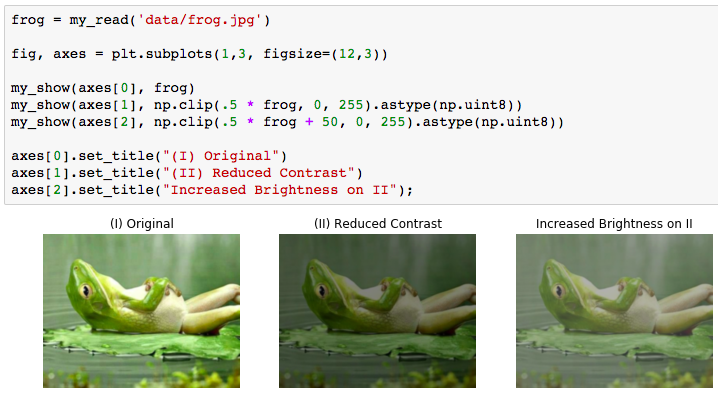 frog = my_read('data/frog.jpg')
fig, axes = plt.subplots(1,3, figsize=(12,3))
my_show(axes[0], frog)
my_show(axes[1], np.clip(.5 * frog, 0, 255).astype(np.uint8))
my_show(axes[2], np.clip(.5 * frog + 50, 0, 255).astype(np.uint8))
axes[0].set_title("(I) Original")
axes[1].set_title("(II) Reduced Contrast")
axes[2].set_title("Increased Brightness on II");
(I) Original
(II) Reduced Contrast
Increased Brightness on II